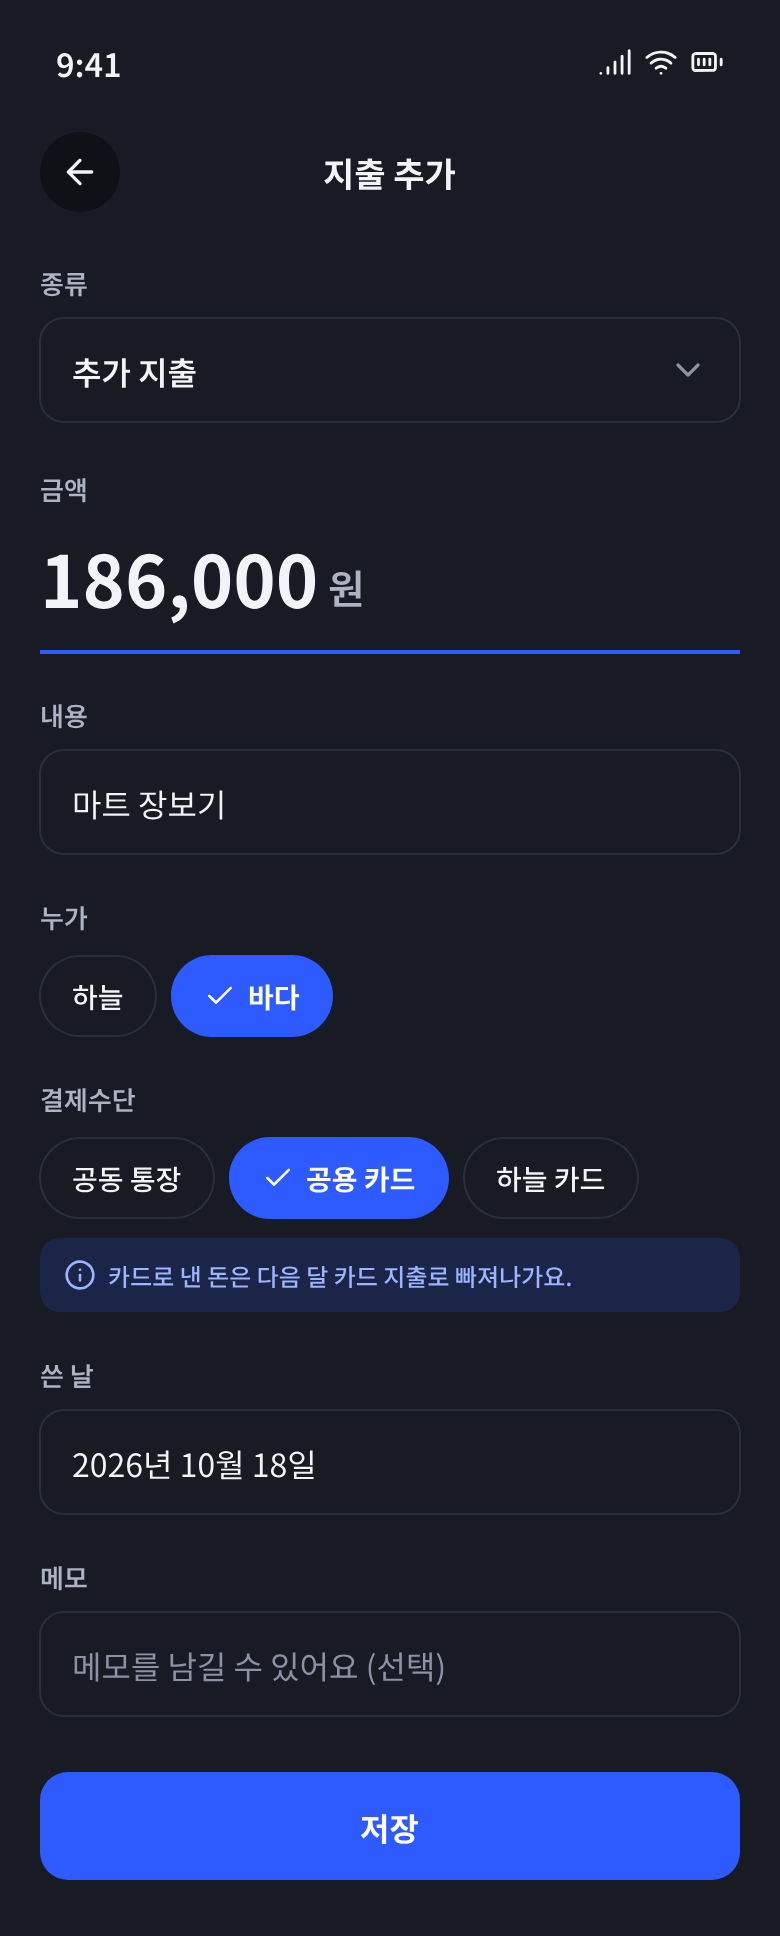 9:41
지출 추가
종류
추가 지출
금액
186,000 원
내용
마트 장보기
누가
하늘 바다
결제수단
공동 통장 공용 카드 하늘 카드
카드로 낸 돈은 다음 달 카드 지출로 빠져나가요.
쓴 날
2026년 10월 18일
메모
메모를 남길 수 있어요 (선택)
저장